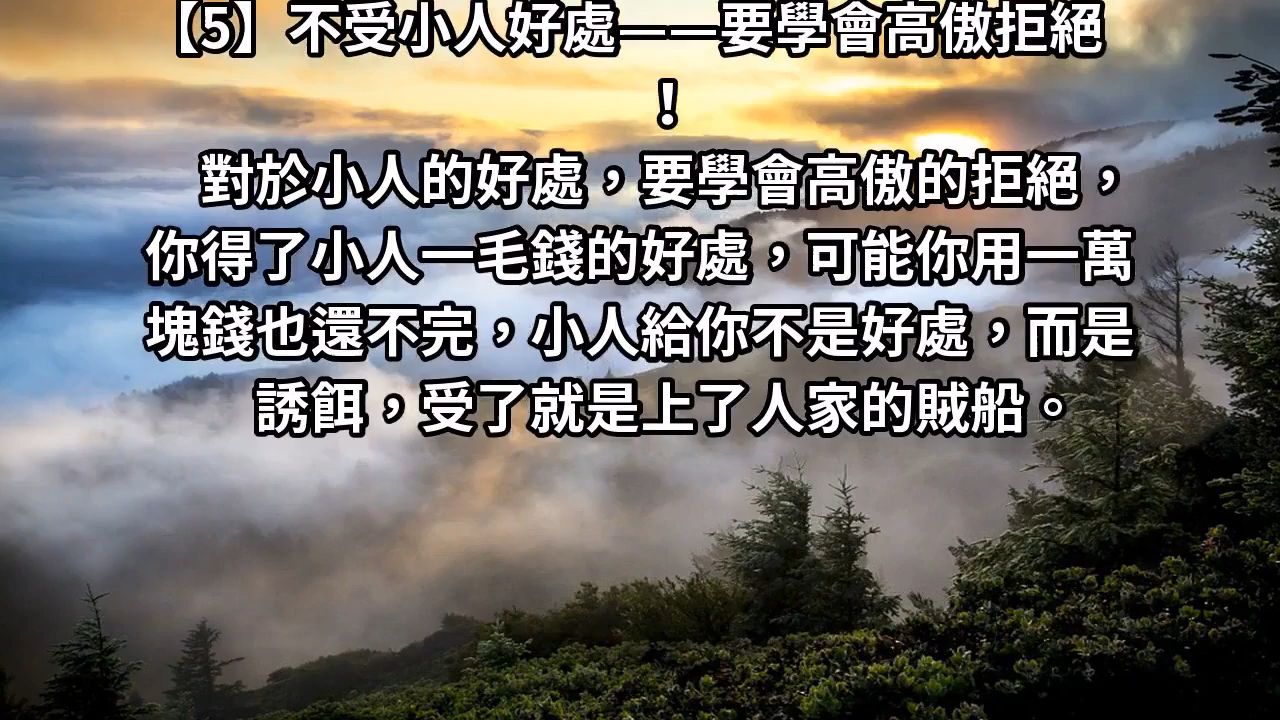 【5】不受小人好處——要學會高傲拒絕
！
對於小人的好處，要學會高傲的拒絕，
你得了小人一毛錢的好處，可能你用一萬
塊錢也還不完，小人給你不是好處，而是
誘餌，受了就是上了人家的賊船。